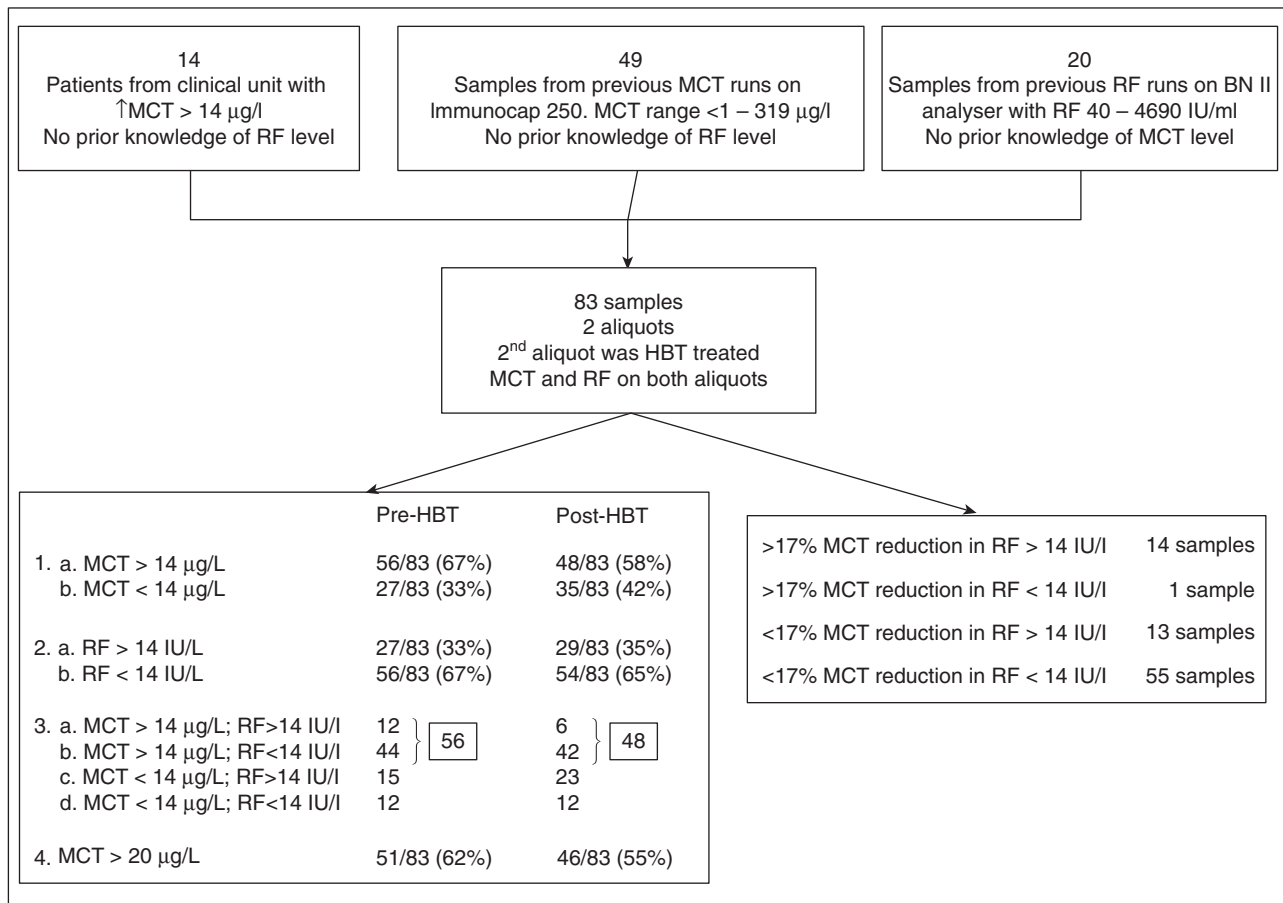 14
Patients from clinical unit with
↑MCT > 14 μg/l
No prior knowledge of RF level
49
Samples from previous MCT runs on
Immunocap 250. MCT range <1 – 319 μg/l
No prior knowledge of RF level
20
Samples from previous RF runs on BN II
analyser with RF 40 – 4690 IU/ml
No prior knowledge of MCT level
83 samples
2 aliquots
2nd aliquot was HBT treated
MCT and RF on both aliquots
Pre-HBT Post-HBT
1. a. MCT > 14 μg/L 56/83 (67%) 48/83 (58%)
b. MCT < 14 μg/L 27/83 (33%) 35/83 (42%)
2. a. RF > 14 IU/L 27/83 (33%) 29/83 (35%)
b. RF < 14 IU/L 56/83 (67%) 54/83 (65%)
3. a. MCT > 14 μg/L; RF>14 IU/l 12 6
b. MCT > 14 μg/L; RF<14 IU/l 44 56 42 48
c. MCT < 14 μg/L; RF>14 IU/l 15 23
d. MCT < 14 μg/L; RF<14 IU/l 12 12
4. MCT > 20 μg/L 51/83 (62%) 46/83 (55%)
>17% MCT reduction in RF > 14 IU/l 14 samples
>17% MCT reduction in RF < 14 IU/l 1 sample
<17% MCT reduction in RF > 14 IU/l 13 samples
<17% MCT reduction in RF < 14 IU/l 55 samples